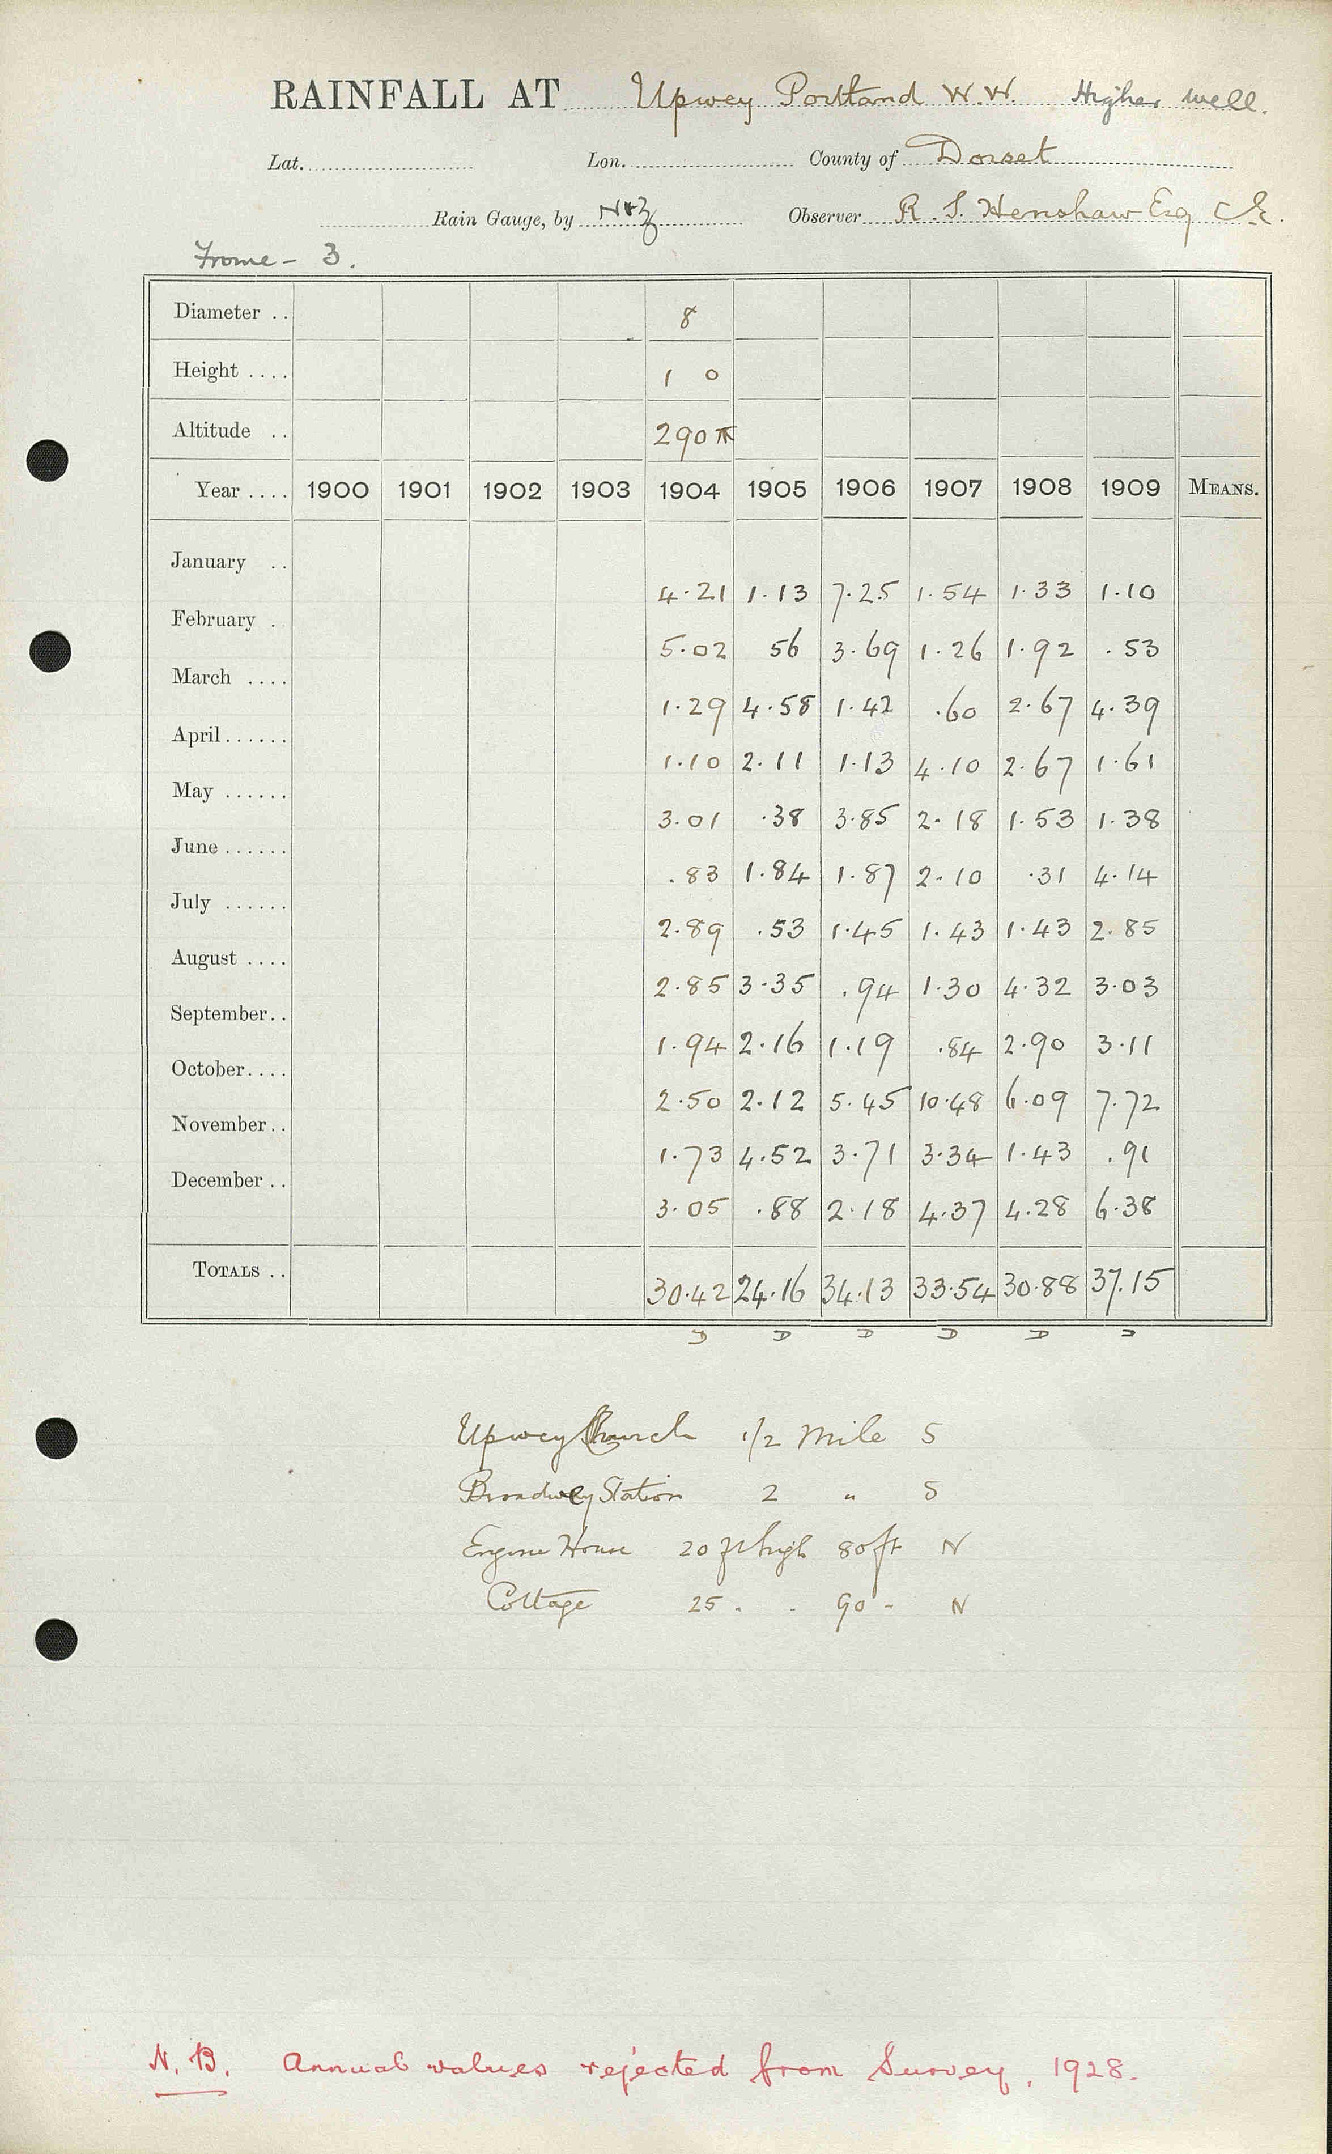 RAINFALL AT Upwey Portland W.W. Higher well.
Lat. Lon. County of Dorset
Rain Gauge, by N&Z Observer R. S. Henshaw Esq C.E.
Frome - 3.
Diameter .. 8
Height .... 1 0
Altitude .. 290
Year .... 1900 1901 1902 1903 1904 1905 1906 1907 1908 1909 MEANS.
January .. 4.21 1.13 7.25 1.54 1.33 1.10
February . 5.02 56 3.69 1.26 1.92 .53
March .... 1.29 4.58 1.42 .60 2.67 4.39
April...... 1.10 2.11 1.13 4.10 2.67 1.61
May ...... 3.01 .38 3.85 2.18 1.53 1.38
June ...... .83 1.84 1.87 2.10 .31 4.14
July ...... 2.89 .53 1.45 1.43 1.43 2.85
August .... 2.85 3.35 .94 1.30 4.32 3.03
September.. 1.94 2.16 1.19 .84 2.90 3.11
October.... 2.50 2.12 5.45 10.48 6.09 7.72
November.. 1.73 4.52 3.71 3.34 1.43 .91
December .. 3.05 .88 2.18 4.37 4.28 6.38
TOTALS .. 30.42 24.16 34.13 33.54 30.88 37.15
D D D D D D
Upwey Church 1/2 Mile S
Broadwey Station 2 " S
Engine House 20 ft high 80 ft N
Cottage 25 . . 90 - N
N.B. Annual values rejected from Survey, 1928.